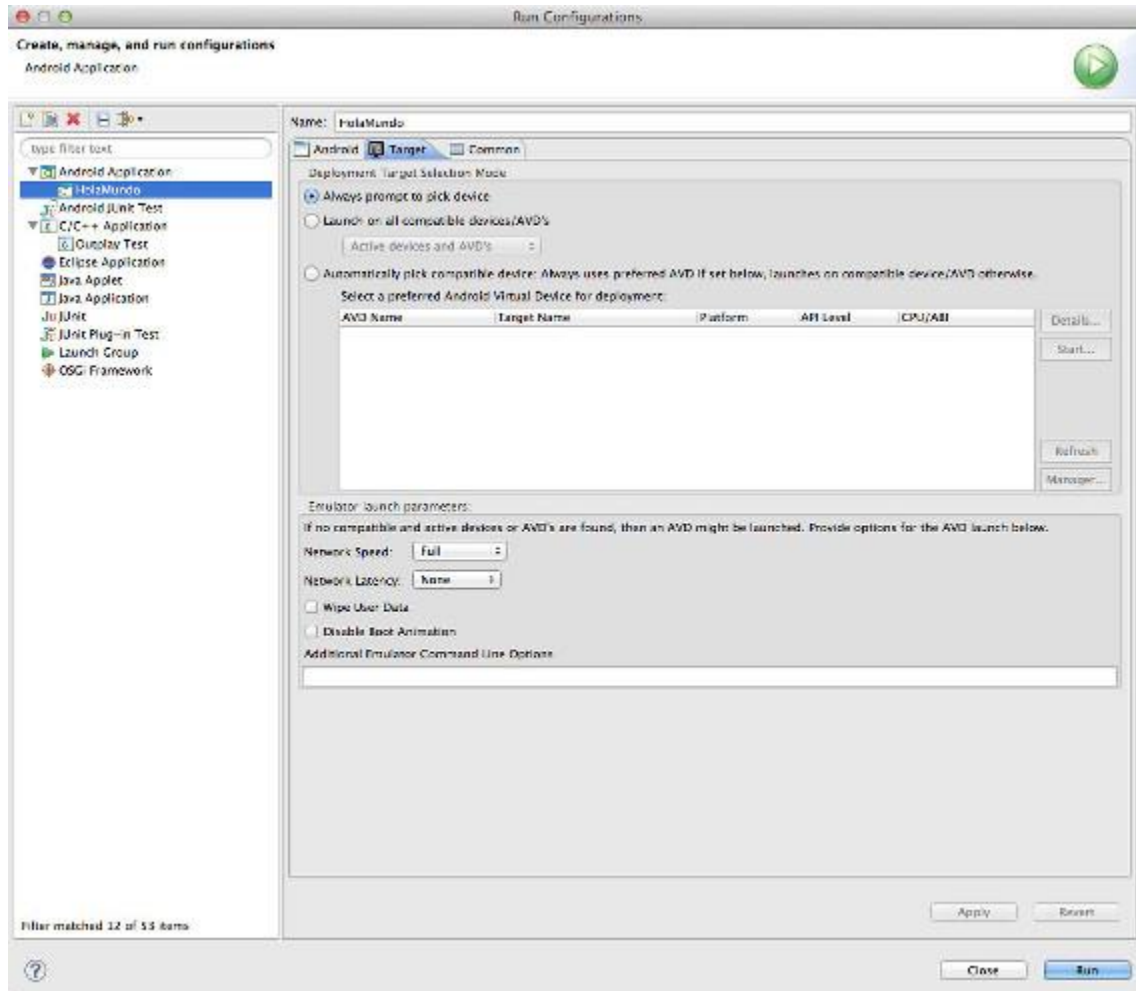 Run Configurations
Create, manage, and run configurations
Android Application
type filter text
Android Application
HolaMundo
Android JUnit Test
C/C++ Application
Outplay Test
Eclipse Application
Java Applet
Java Application
Ju JUnit
JUnit Plug-in Test
Launch Group
OSGi Framework
Filter matched 12 of 53 items
Name: HolaMundo
Android Target Common
Deployment Target Selection Mode
Always prompt to pick device
Launch on all compatible devices/AVD's
Active devices and AVD's
Automatically pick compatible device: Always uses preferred AVD if set below, launches on compatible device/AVD otherwise.
Select a preferred Android Virtual Device for deployment:
AVD Name Target Name Platform API Level CPU/ABI
Details...
Start...
Refresh
Manager...
Emulator launch parameters:
If no compatible and active devices or AVD's are found, then an AVD might be launched. Provide options for the AVD launch below.
Network Speed: Full
Network Latency: None
Wipe User Data
Disable Boot Animation
Additional Emulator Command Line Options
Apply Revert
? Close Run